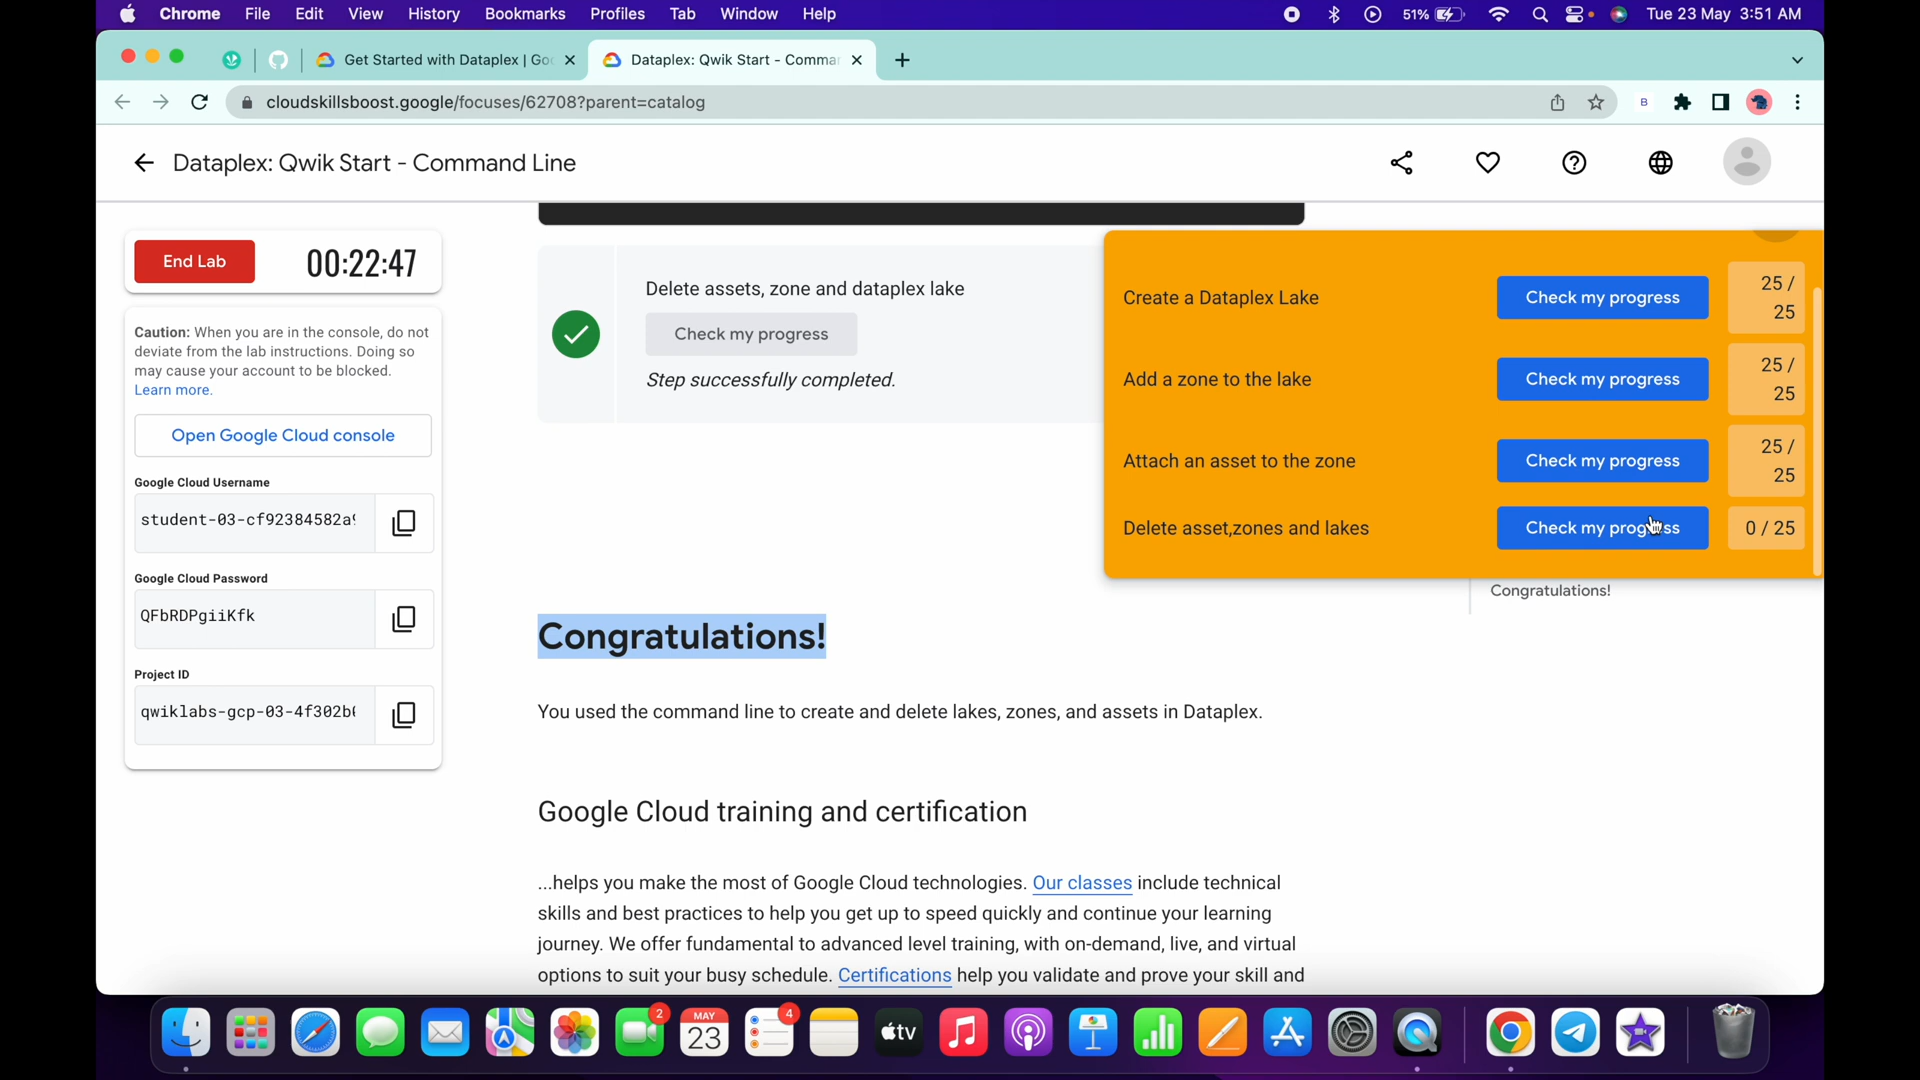 Chrome File Edit View History Bookmarks Profiles Tab Window Help
51% Tue 23 May 3:51 AM
Get Started with Dataplex | Goo
Dataplex: Qwik Start - Comma
cloudskillsboost.google/focuses/62708?parent=catalog
B
Dataplex: Qwik Start - Command Line
End Lab
00:22:47
Caution: When you are in the console, do not
deviate from the lab instructions. Doing so
may cause your account to be blocked.
Learn more.
Open Google Cloud console
Google Cloud Username
student-03-cf92384582a
Google Cloud Password
QFbRDPgiiKfk
Project ID
qwiklabs-gcp-03-4f302b
Delete assets, zone and dataplex lake
Check my progress
Step successfully completed.
Create a Dataplex Lake
Check my progress
25 /
25
Add a zone to the lake
Check my progress
25 /
25
Attach an asset to the zone
Check my progress
25 /
25
Delete asset,zones and lakes
Check my progress
0 / 25
Congratulations!
Congratulations!
You used the command line to create and delete lakes, zones, and assets in Dataplex.
Google Cloud training and certification
...helps you make the most of Google Cloud technologies. Our classes include technical
skills and best practices to help you get up to speed quickly and continue your learning
journey. We offer fundamental to advanced level training, with on-demand, live, and virtual
options to suit your busy schedule. Certifications help you validate and prove your skill and
2
MAY
23
4
tv